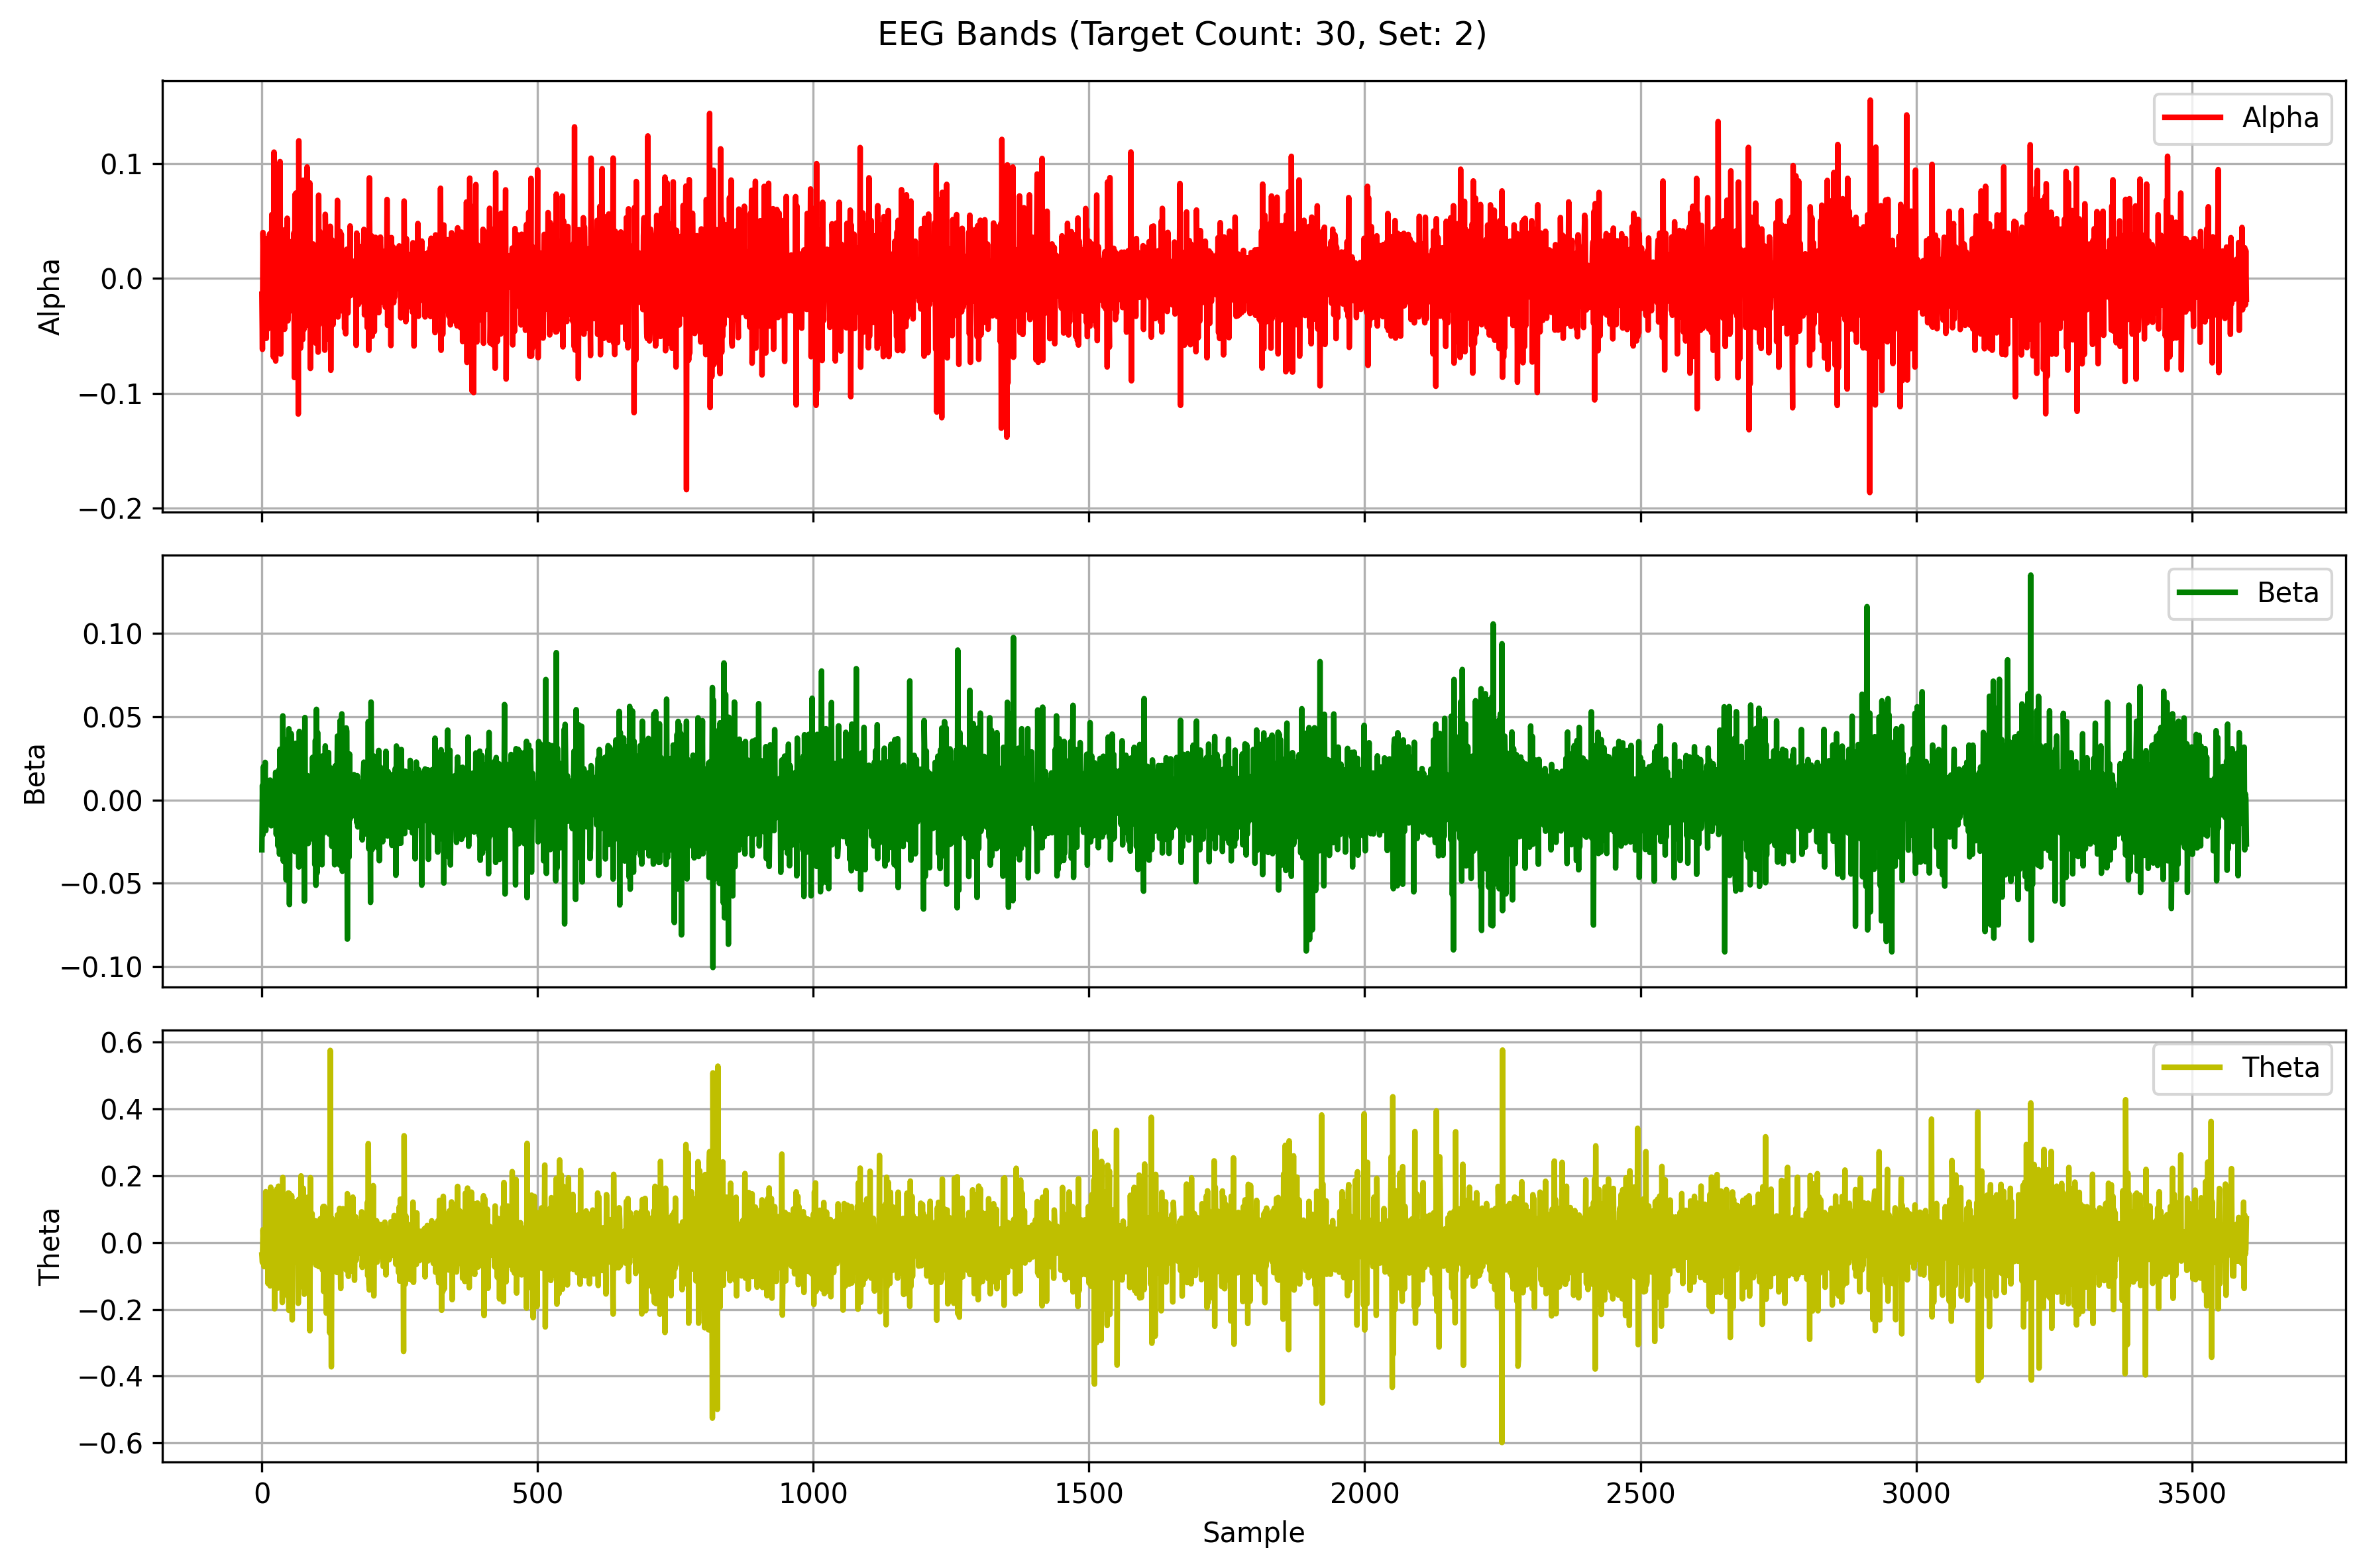 EEG Bands (Target Count: 30, Set: 2)
Alpha
0.1
0.0
−0.1
−0.2
Alpha
Beta
0.10
0.05
0.00
−0.05
−0.10
Beta
Theta
0.6
0.4
0.2
0.0
−0.2
−0.4
−0.6
Theta
0 500 1000 1500 2000 2500 3000 3500
Sample